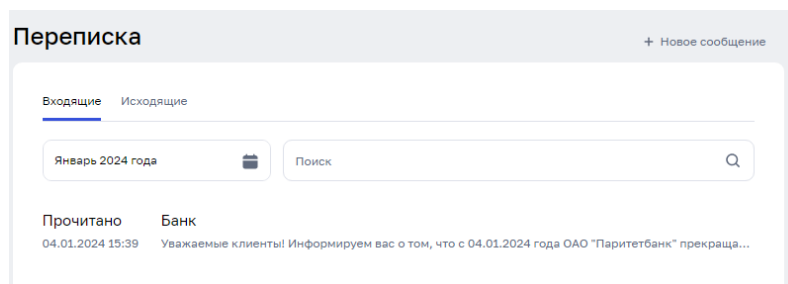 Переписка
+ Новое сообщение
Входящие Исходящие
Январь 2024 года
Поиск
Прочитано Банк
04.01.2024 15:39 Уважаемые клиенты! Информируем вас о том, что с 04.01.2024 года ОАО "Паритетбанк" прекраща...